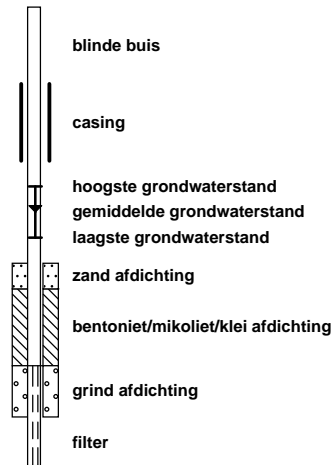 blinde buis
casing
hoogste grondwaterstand
gemiddelde grondwaterstand
laagste grondwaterstand
zand afdichting
bentoniet/mikoliet/klei afdichting
grind afdichting
filter